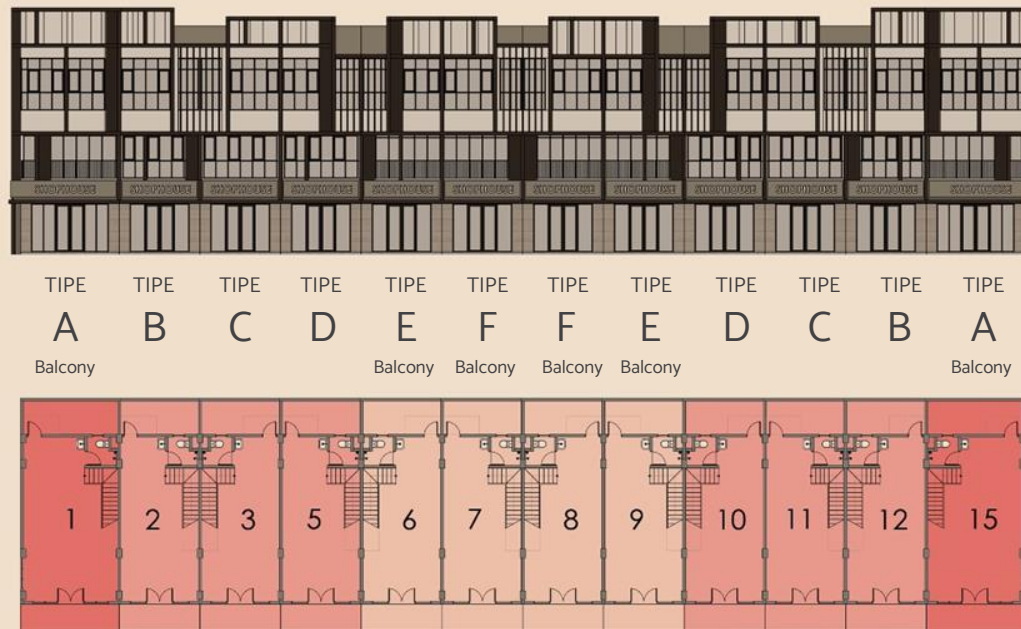 SHOPHOUSE SHOPHOUSE SHOPHOUSE SHOPHOUSE SHOPHOUSE SHOPHOUSE SHOPHOUSE SHOPHOUSE SHOPHOUSE SHOPHOUSE SHOPHOUSE SHOPHOUSE
TIPE TIPE TIPE TIPE TIPE TIPE TIPE TIPE TIPE TIPE TIPE TIPE
A B C D E F F E D C B A
Balcony Balcony Balcony Balcony Balcony Balcony
1 2 3 5 6 7 8 9 10 11 12 15